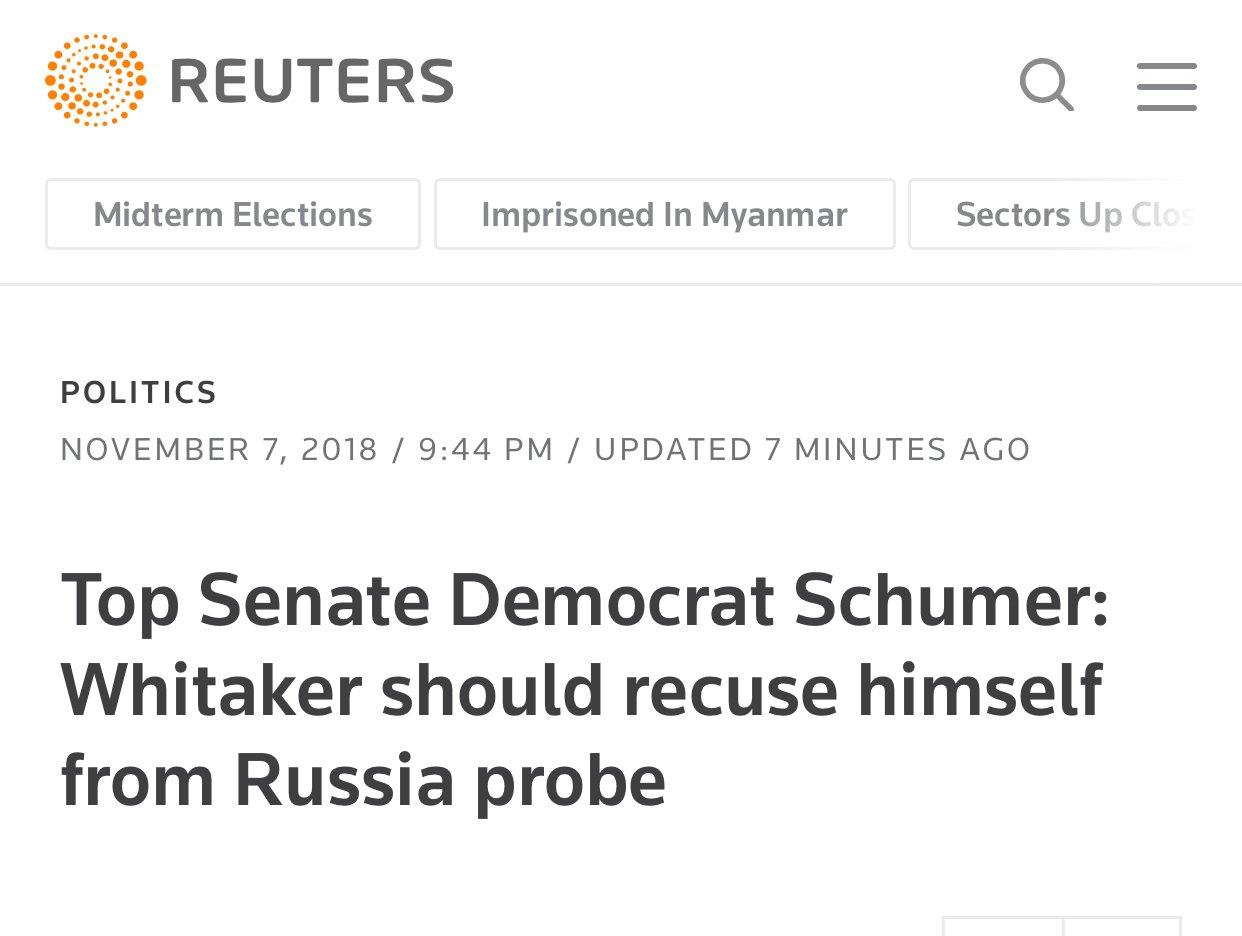 REUTERS
Midterm Elections Imprisoned In Myanmar Sectors Up Clos
POLITICS
NOVEMBER 7, 2018 / 9:44 PM / UPDATED 7 MINUTES AGO
Top Senate Democrat Schumer:
Whitaker should recuse himself
from Russia probe